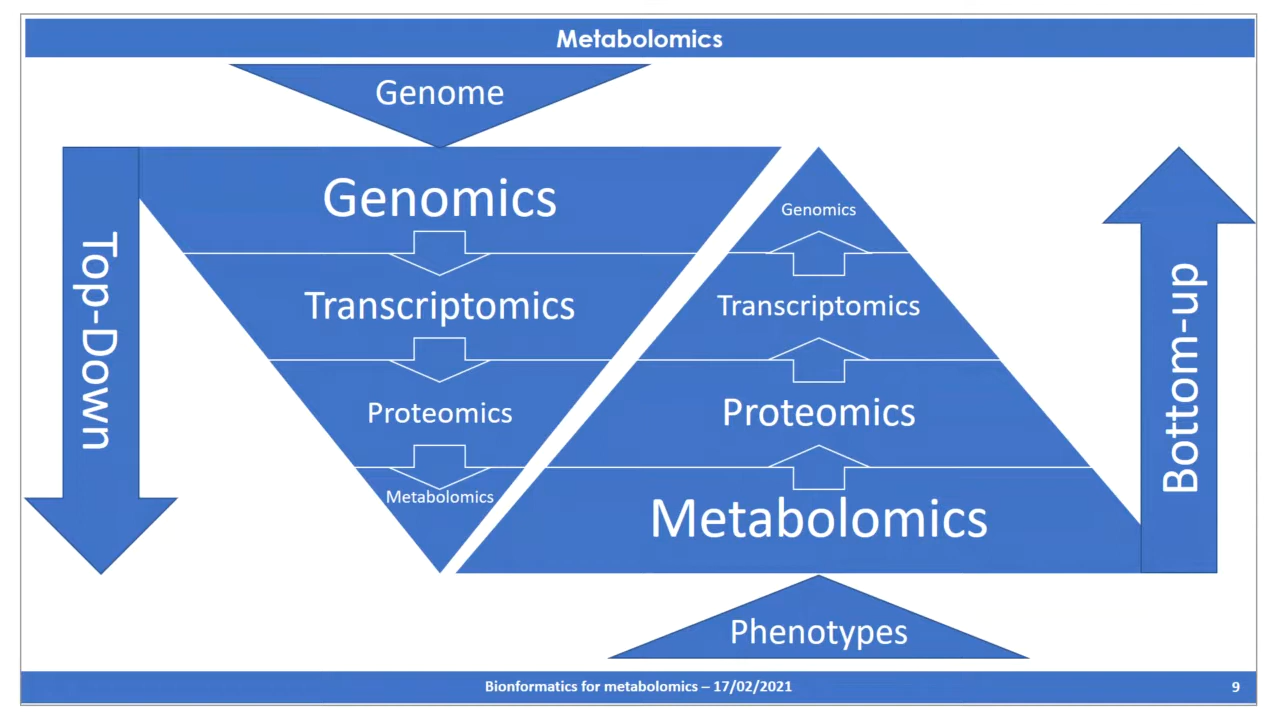 Metabolomics
Genome
Genomics
Transcriptomics
Proteomics
Metabolomics
Top-Down
Genomics
Transcriptomics
Proteomics
Metabolomics
Bottom-up
Phenotypes
Bionformatics for metabolomics – 17/02/2021
9